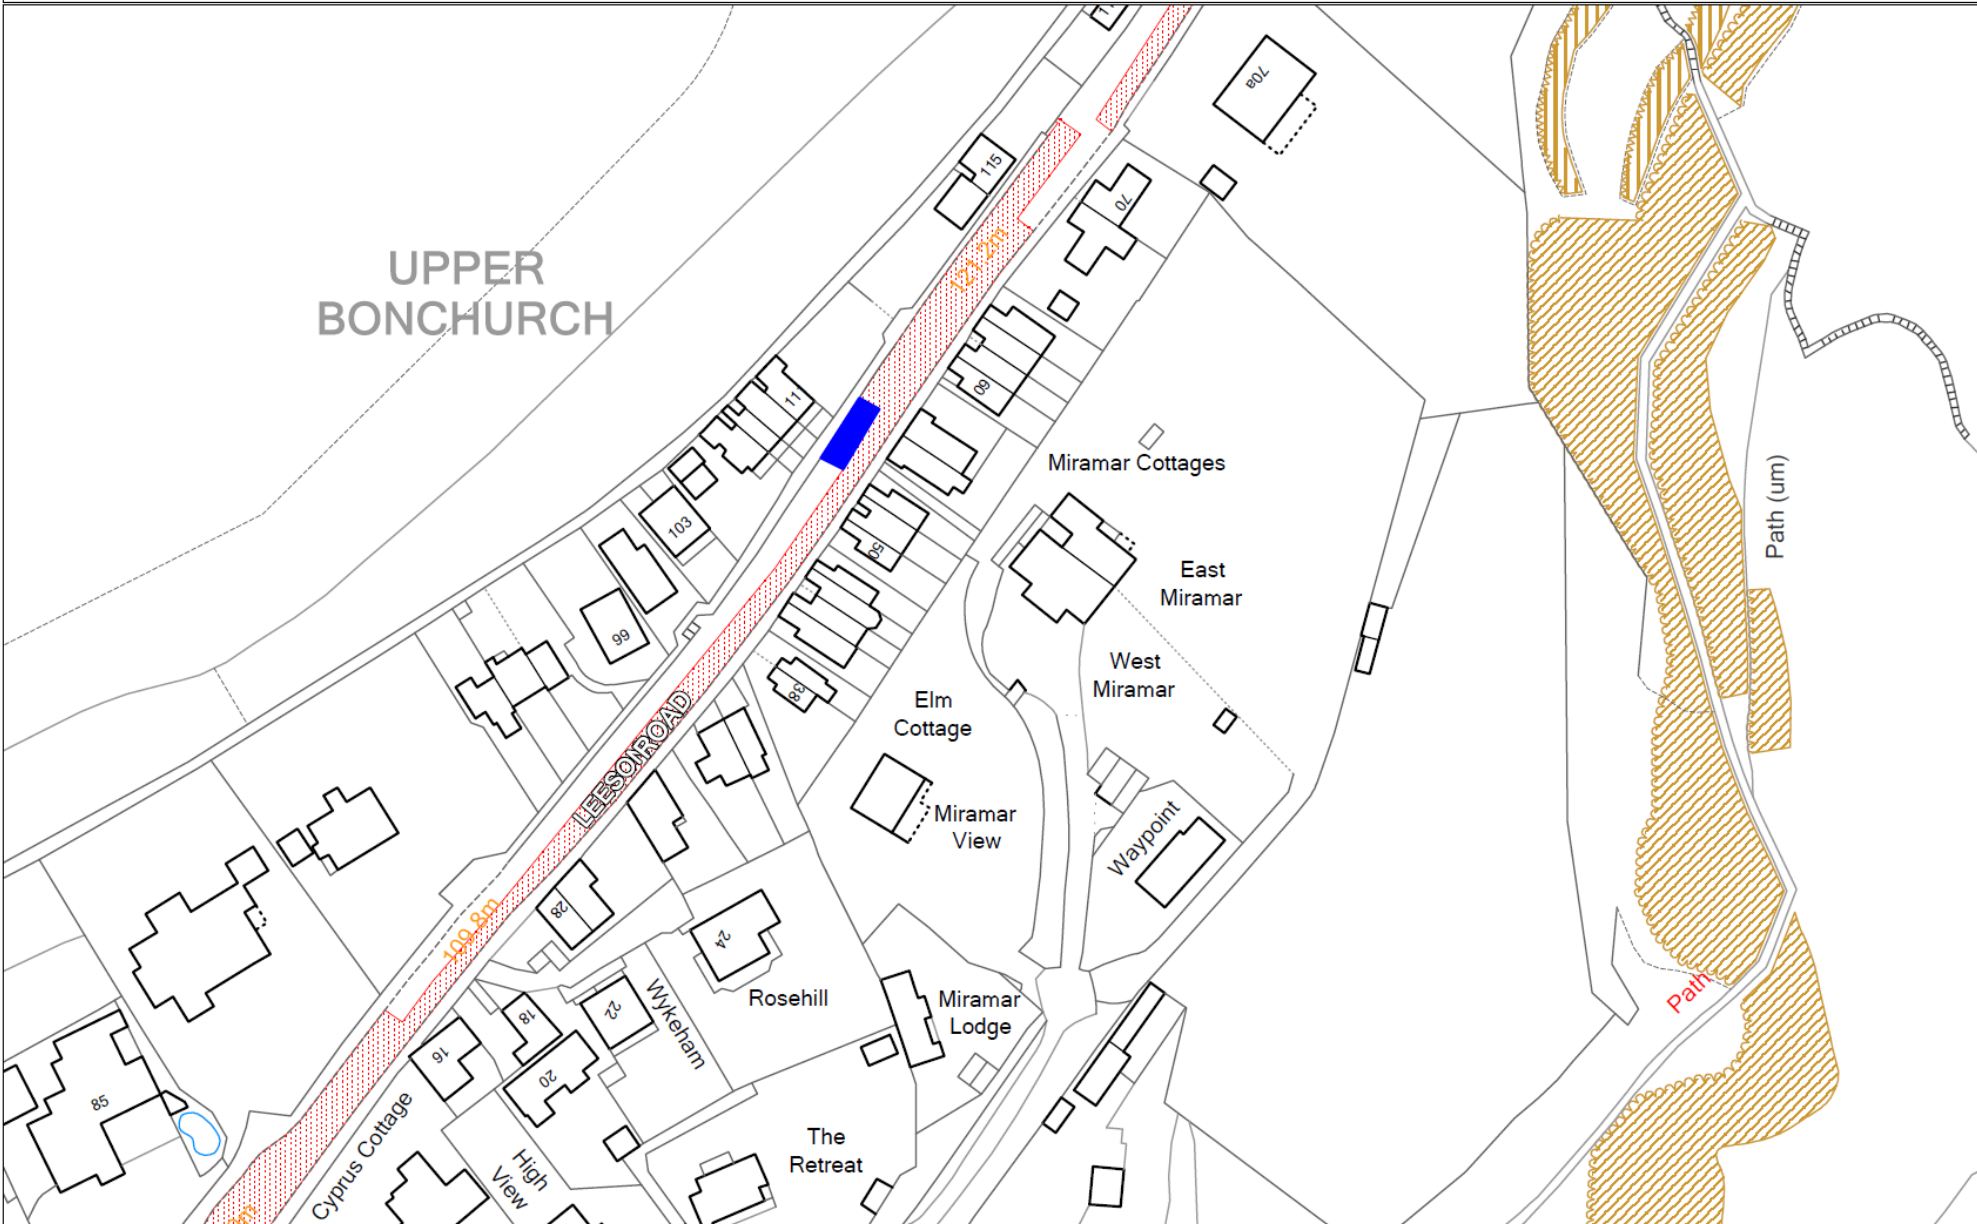 70a
115
70
121.2m
UPPER
BONCHURCH
60
111
Miramar Cottages
103
50
East
Miramar
Path (um)
99
West
Miramar
38
Elm
Cottage
LEESON ROAD
Miramar
View
Waypoint
28
109.8m
24
Rosehill
Miramar
Lodge
Path
22
Wykeham
18
16
20
85
Cyprus Cottage
The
Retreat
High
View